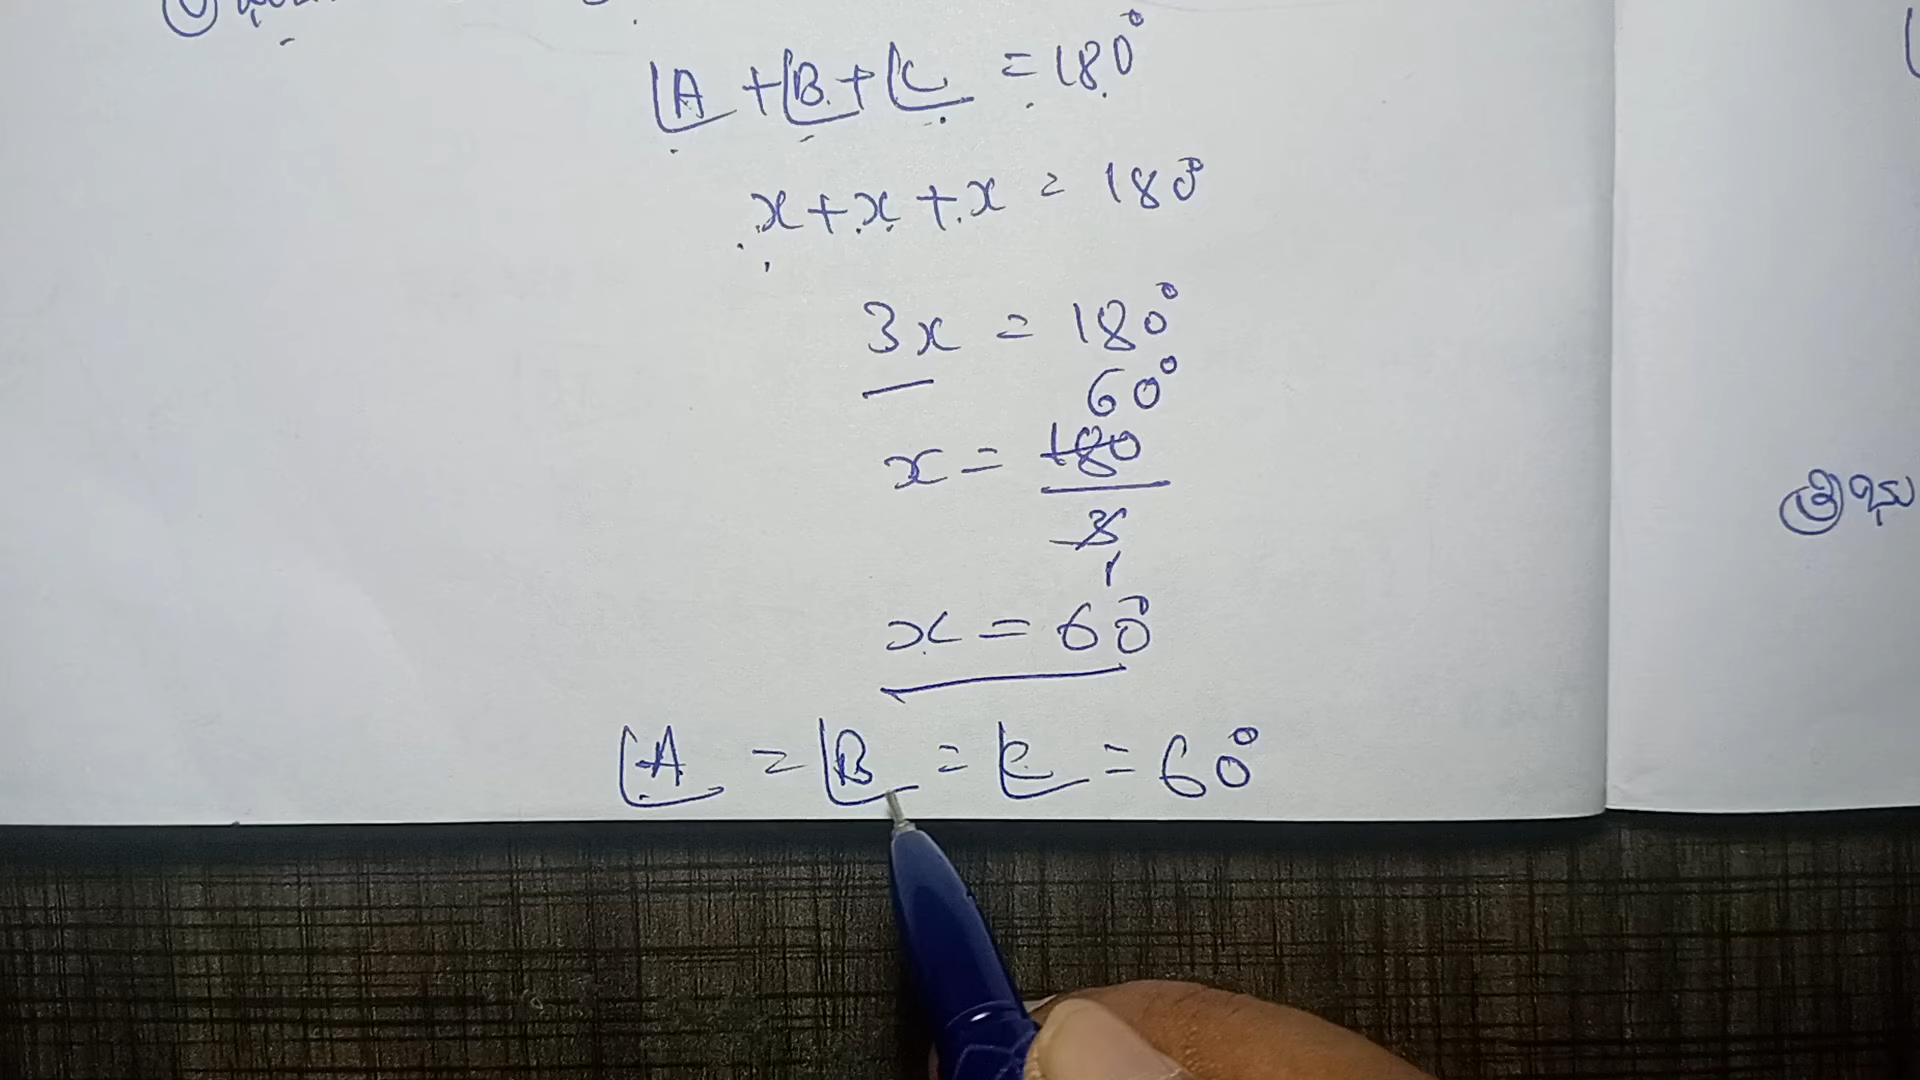 ∠A + ∠B + ∠C = 180°
x + x + x = 180°
3x = 180°
60°
x = 180
3
1
x = 60°
∠A = ∠B = ∠C = 60°